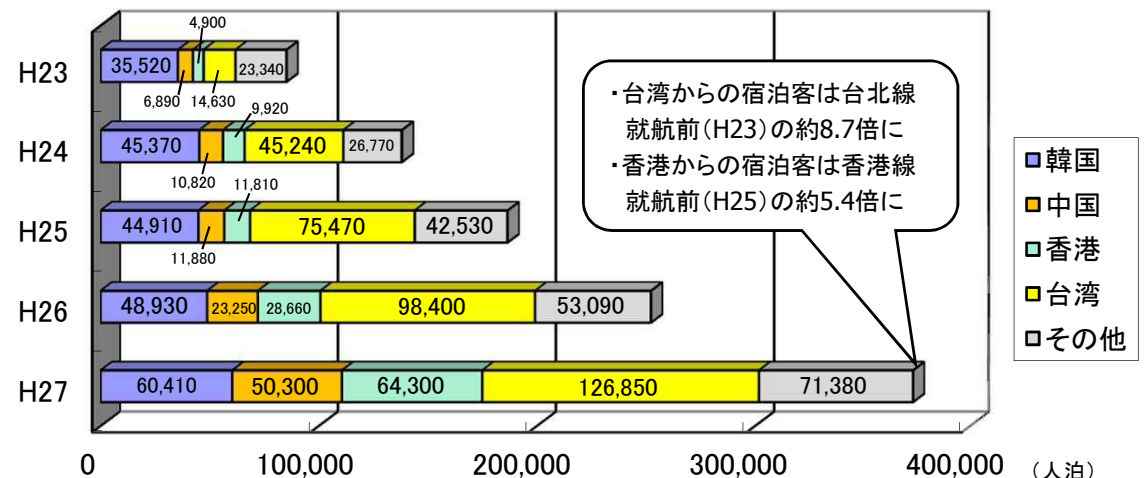 H23
35,520
6,890
4,900
14,630
23,340
H24
45,370
10,820
9,920
45,240
26,770
H25
44,910
11,880
11,810
75,470
42,530
H26
48,930
23,250
28,660
98,400
53,090
H27
60,410
50,300
64,300
126,850
71,380
・台湾からの宿泊客は台北線
就航前(H23)の約8.7倍に
・香港からの宿泊客は香港線
就航前(H25)の約5.4倍に
韓国
中国
香港
台湾
その他
0 100,000 200,000 300,000 400,000 (人泊)